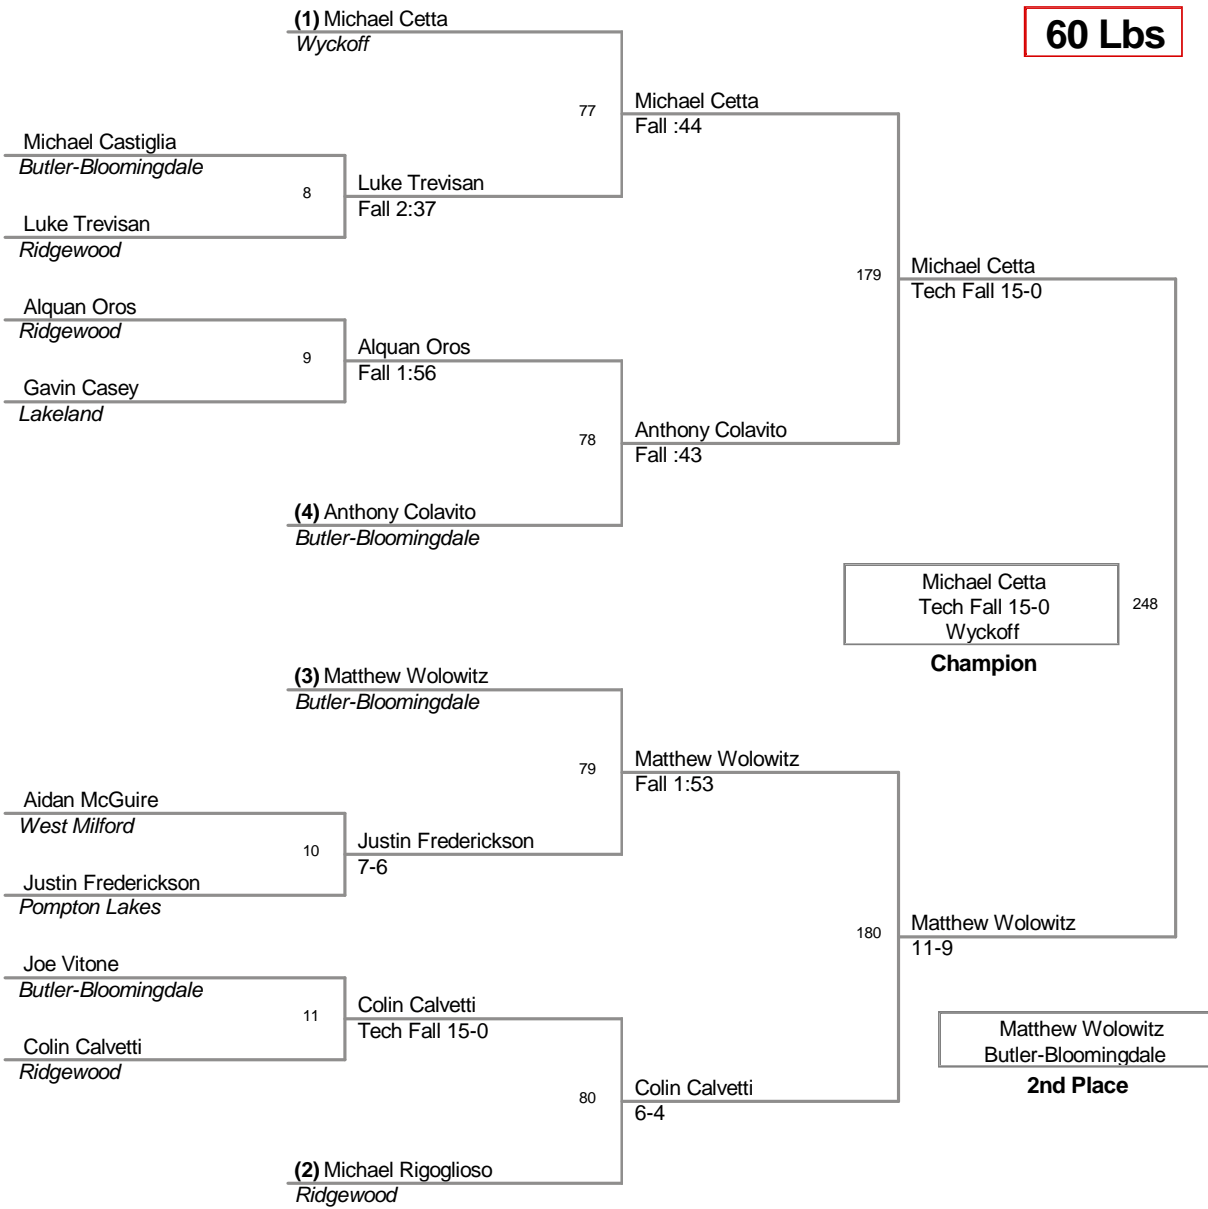 (1) Michael Cetta
Wyckoff
60 Lbs
77
Michael Cetta
Fall :44
Michael Castiglia
Butler-Bloomingdale
8
Luke Trevisan
Fall 2:37
Luke Trevisan
Ridgewood
179
Michael Cetta
Tech Fall 15-0
Alquan Oros
Ridgewood
9
Alquan Oros
Fall 1:56
Gavin Casey
Lakeland
78
Anthony Colavito
Fall :43
(4) Anthony Colavito
Butler-Bloomingdale
Michael Cetta
Tech Fall 15-0
Wyckoff
248
Champion
(3) Matthew Wolowitz
Butler-Bloomingdale
79
Matthew Wolowitz
Fall 1:53
Aidan McGuire
West Milford
10
Justin Frederickson
7-6
Justin Frederickson
Pompton Lakes
180
Matthew Wolowitz
11-9
Joe Vitone
Butler-Bloomingdale
11
Colin Calvetti
Tech Fall 15-0
Colin Calvetti
Ridgewood
Matthew Wolowitz
Butler-Bloomingdale
2nd Place
80
Colin Calvetti
6-4
(2) Michael Rigoglioso
Ridgewood